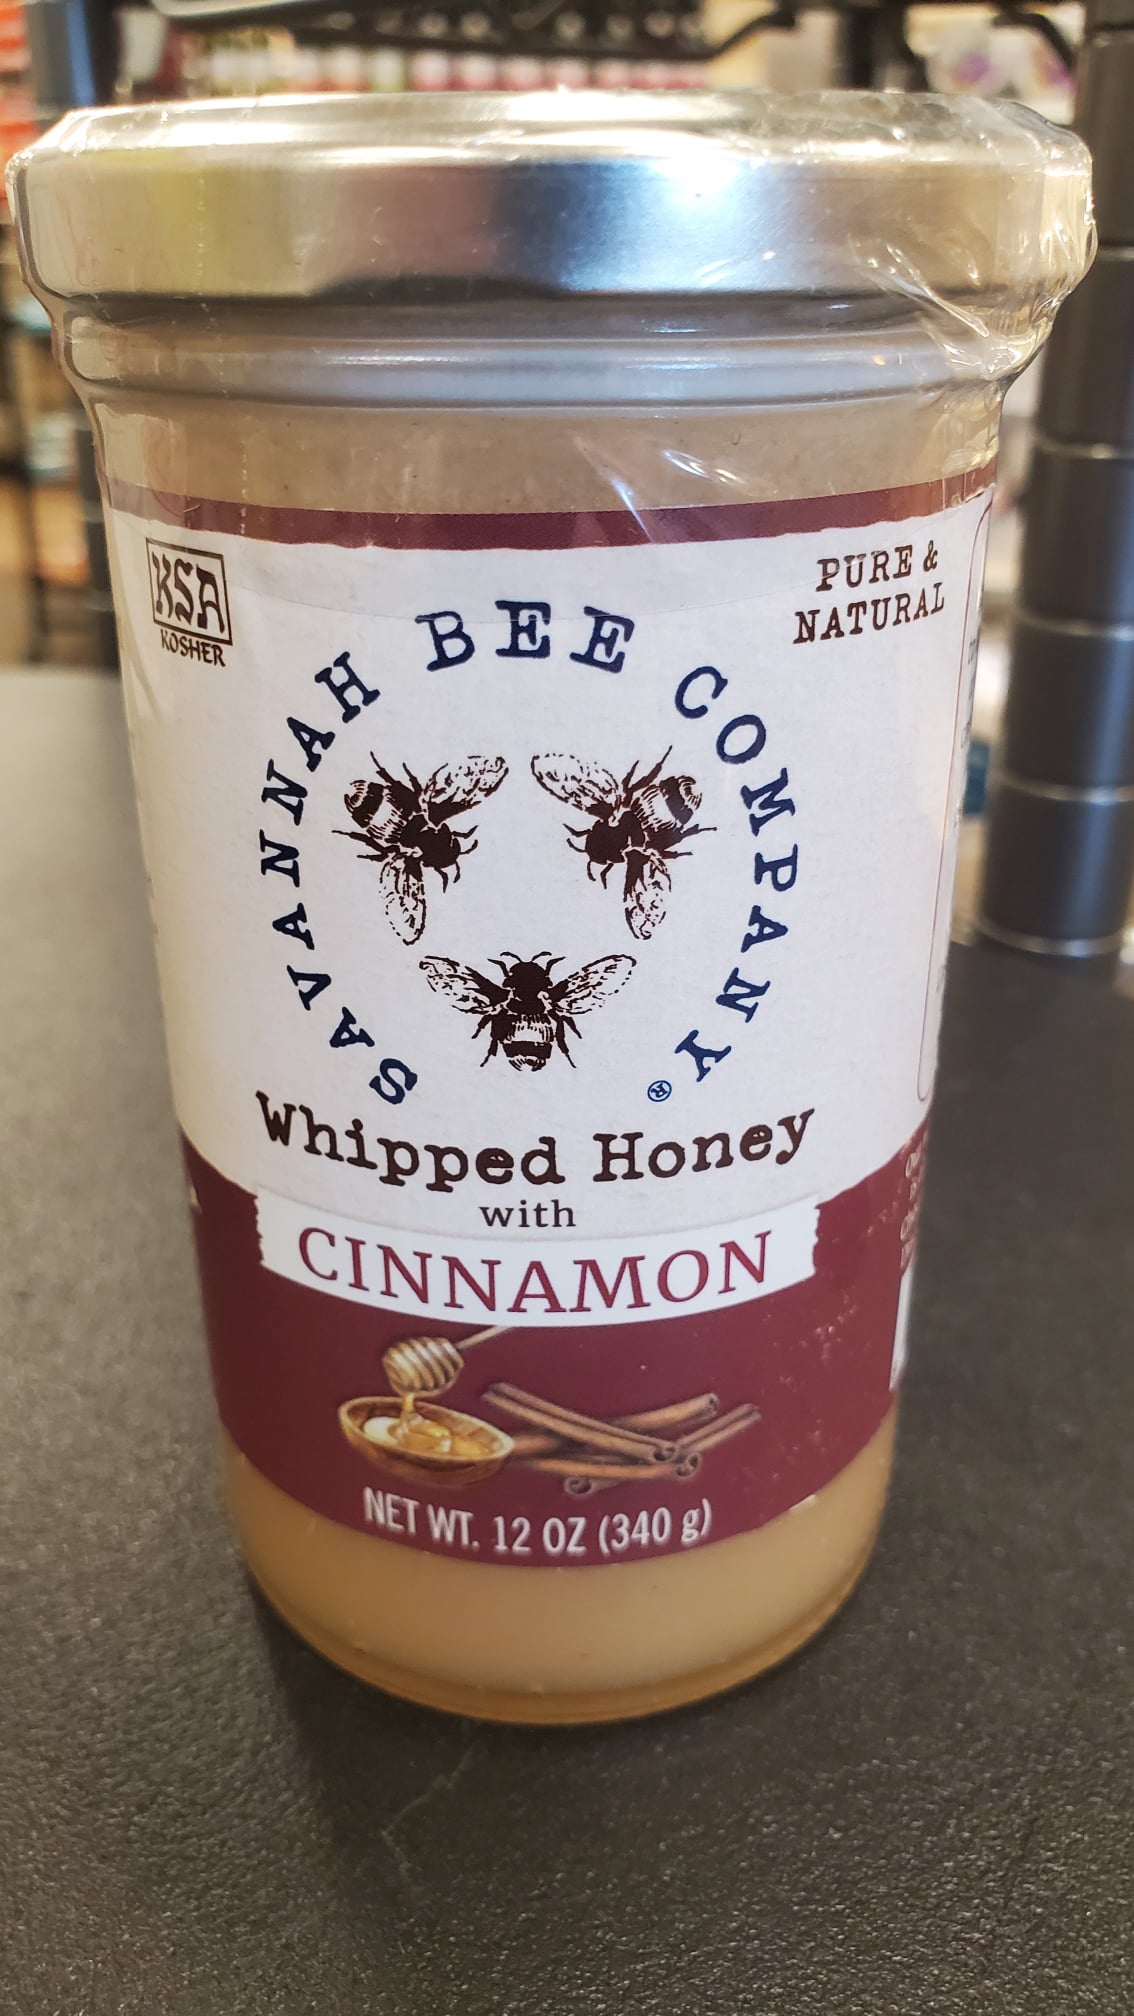 KSA
KOSHER
PURE &
NATURAL
SAVANNAH BEE COMPANY®
Whipped Honey
with
CINNAMON
NET WT. 12 OZ (340 g)